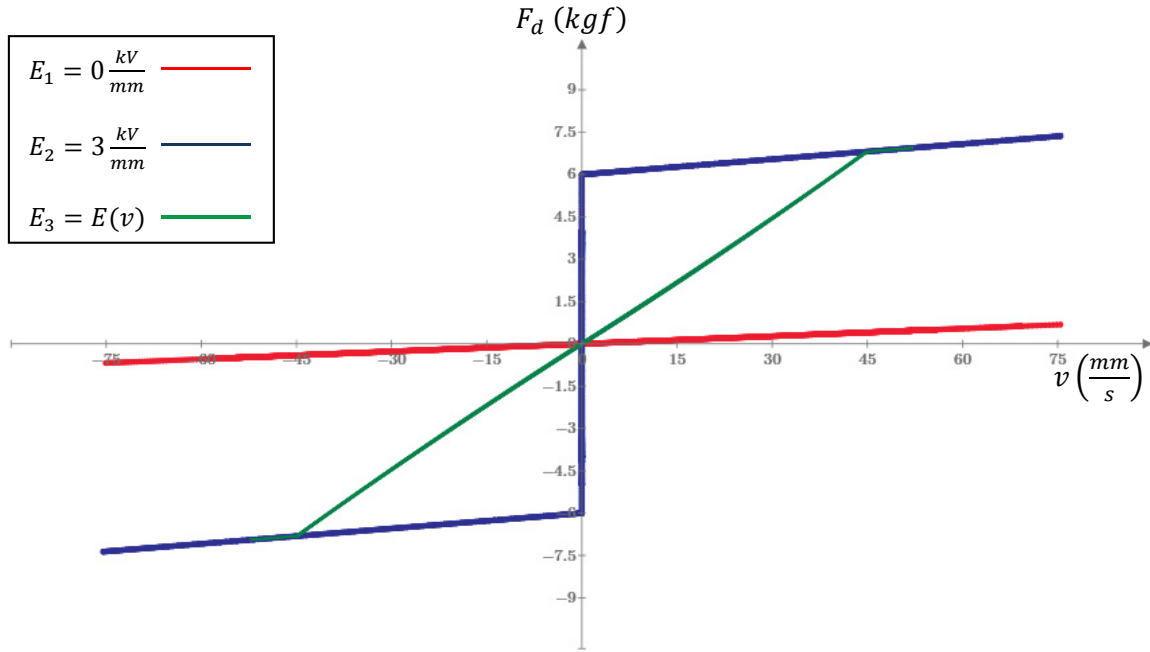 F_d (kgf)
E_1 = 0 kV/mm
E_2 = 3 kV/mm
E_3 = E(v)
9
7.5
6
4.5
3
1.5
−75 −60 −45 −30 −15 0 15 30 45 60 75
v (mm/s)
−1.5
−3
−4.5
−6
−7.5
−9